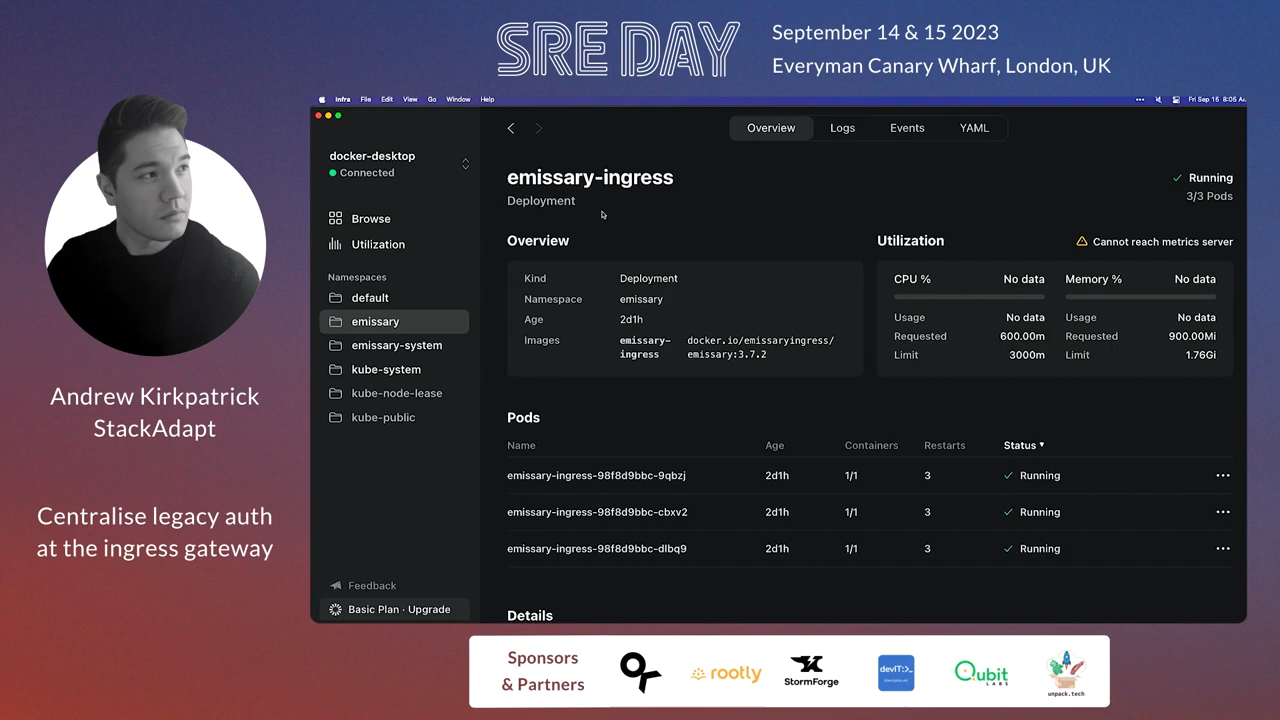 SRE DAY
September 14 & 15 2023
Everyman Canary Wharf, London, UK
Andrew Kirkpatrick
StackAdapt
Centralise legacy auth
at the ingress gateway
Infra File Edit View Go Window Help
Fri Sep 15 8:05 AM
docker-desktop
Connected
Browse
Utilization
Namespaces
default
emissary
emissary-system
kube-system
kube-node-lease
kube-public
Feedback
Basic Plan · Upgrade
Overview Logs Events YAML
emissary-ingress
Deployment
Running
3/3 Pods
Overview
Kind Deployment
Namespace emissary
Age 2d1h
Images emissary-ingress docker.io/emissaryingress/emissary:3.7.2
Utilization
Cannot reach metrics server
CPU % No data Memory % No data
Usage No data Usage No data
Requested 600.00m Requested 900.00Mi
Limit 3000m Limit 1.76Gi
Pods
Name Age Containers Restarts Status
emissary-ingress-98f8d9bbc-9qbzj 2d1h 1/1 3 Running
emissary-ingress-98f8d9bbc-cbxv2 2d1h 1/1 3 Running
emissary-ingress-98f8d9bbc-dlbq9 2d1h 1/1 3 Running
Details
Sponsors
& Partners
rootly
StormForge
devIT:>_
Qubit
LABS
unpack.tech